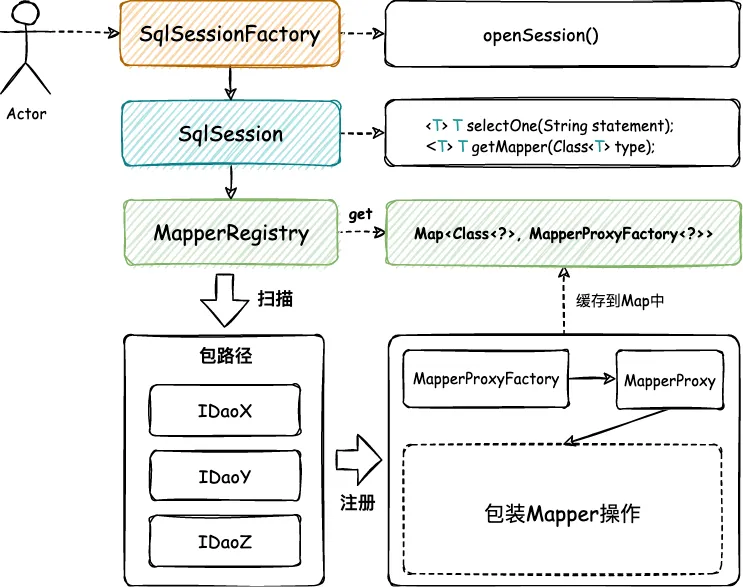 SqlSessionFactory
openSession()
Actor
SqlSession
<T> T selectOne(String statement);
<T> T getMapper(Class<T> type);
MapperRegistry
get
Map<Class<?>, MapperProxyFactory<?>>
扫描
缓存到Map中
包路径
IDaoX
IDaoY
IDaoZ
注册
MapperProxyFactory
MapperProxy
包装Mapper操作